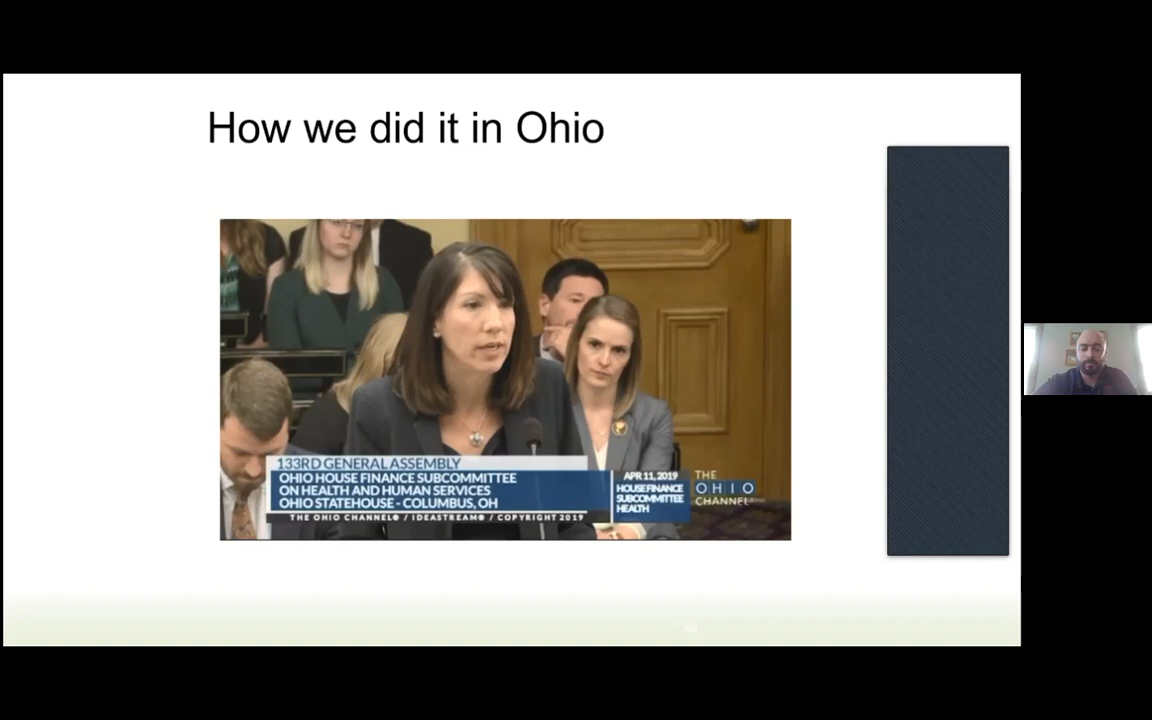 How we did it in Ohio
133RD GENERAL ASSEMBLY
OHIO HOUSE FINANCE SUBCOMMITTEE
ON HEALTH AND HUMAN SERVICES
OHIO STATEHOUSE - COLUMBUS, OH
THE OHIO CHANNEL® / IDEASTREAM® / COPYRIGHT 2019
APR 11, 2019
HOUSE FINANCE
SUBCOMMITTEE
HEALTH
THE
OHIO
CHANNEL